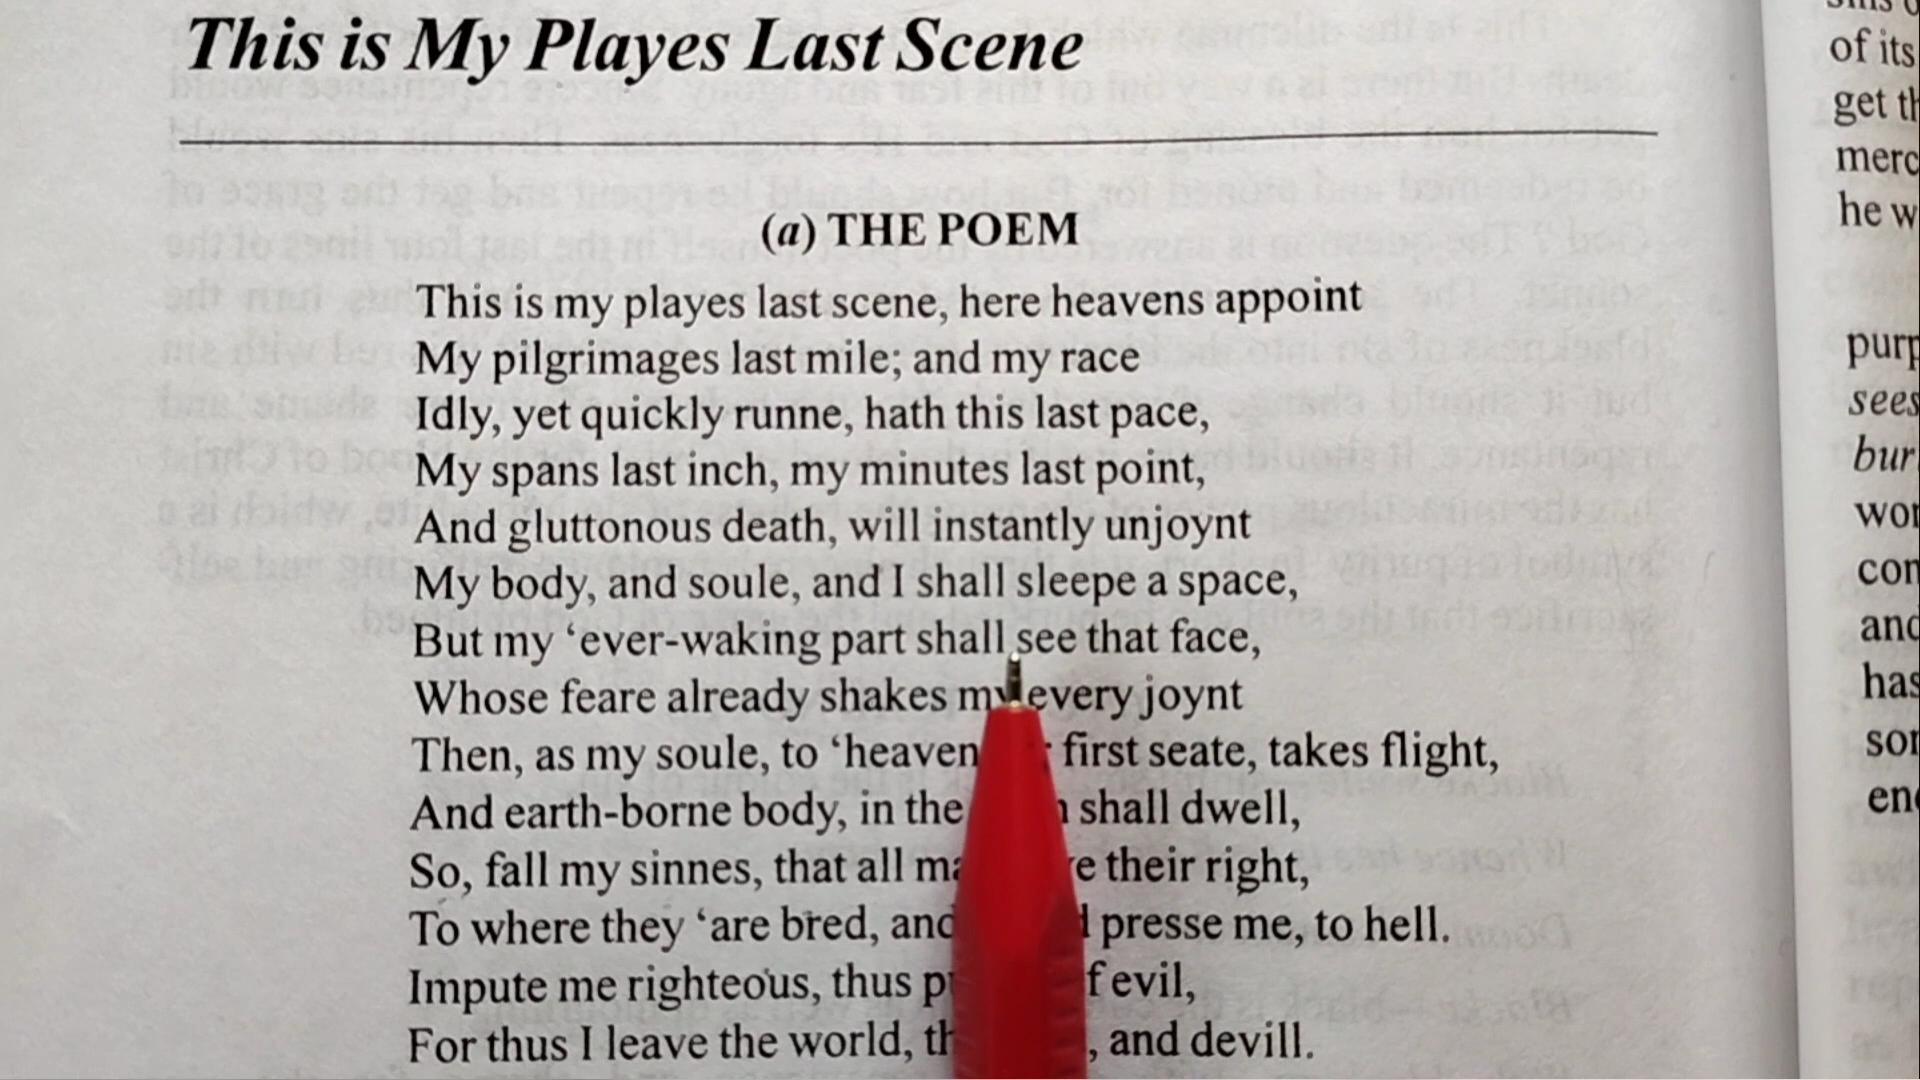 This is My Playes Last Scene
(a) THE POEM
This is my playes last scene, here heavens appoint
My pilgrimages last mile; and my race
Idly, yet quickly runne, hath this last pace,
My spans last inch, my minutes last point,
And gluttonous death, will instantly unjoynt
My body, and soule, and I shall sleepe a space,
But my ‘ever-waking part shall see that face,
Whose feare already shakes my every joynt
Then, as my soule, to ‘heaven first seate, takes flight,
And earth-borne body, in the shall dwell,
So, fall my sinnes, that all their right,
To where they ‘are bred, and presse me, to hell.
Impute me righteous, thus evil,
For thus I leave the world, , and devill.
of its
get
he
sees